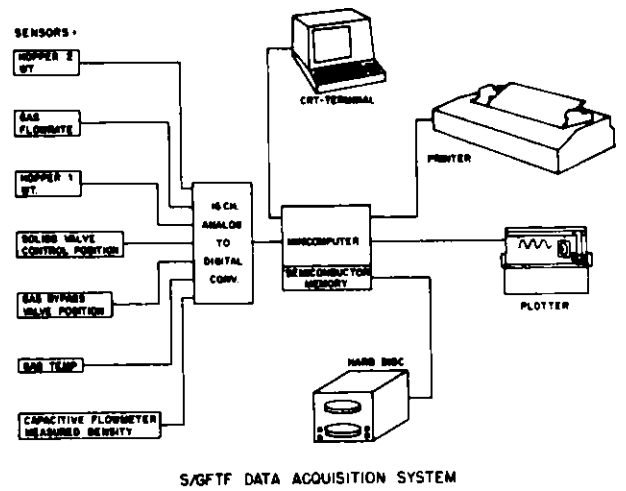 SENSORS:
HOPPER 2
WT
GAS
FLOWRATE
HOPPER 1
WT.
SOLIDS VALVE
CONTROL POSITION
GAS BYPASS
VALVE POSITION
GAS TEMP
CAPACITIVE FLOWMETER
MEASURED DENSITY
16 CH.
ANALOG
TO
DIGITAL
CONV.
MINICOMPUTER
SEMICONDUCTOR
MEMORY
CRT-TERMINAL
PRINTER
PLOTTER
HARD DISC
S/GFTF DATA ACQUISITION SYSTEM